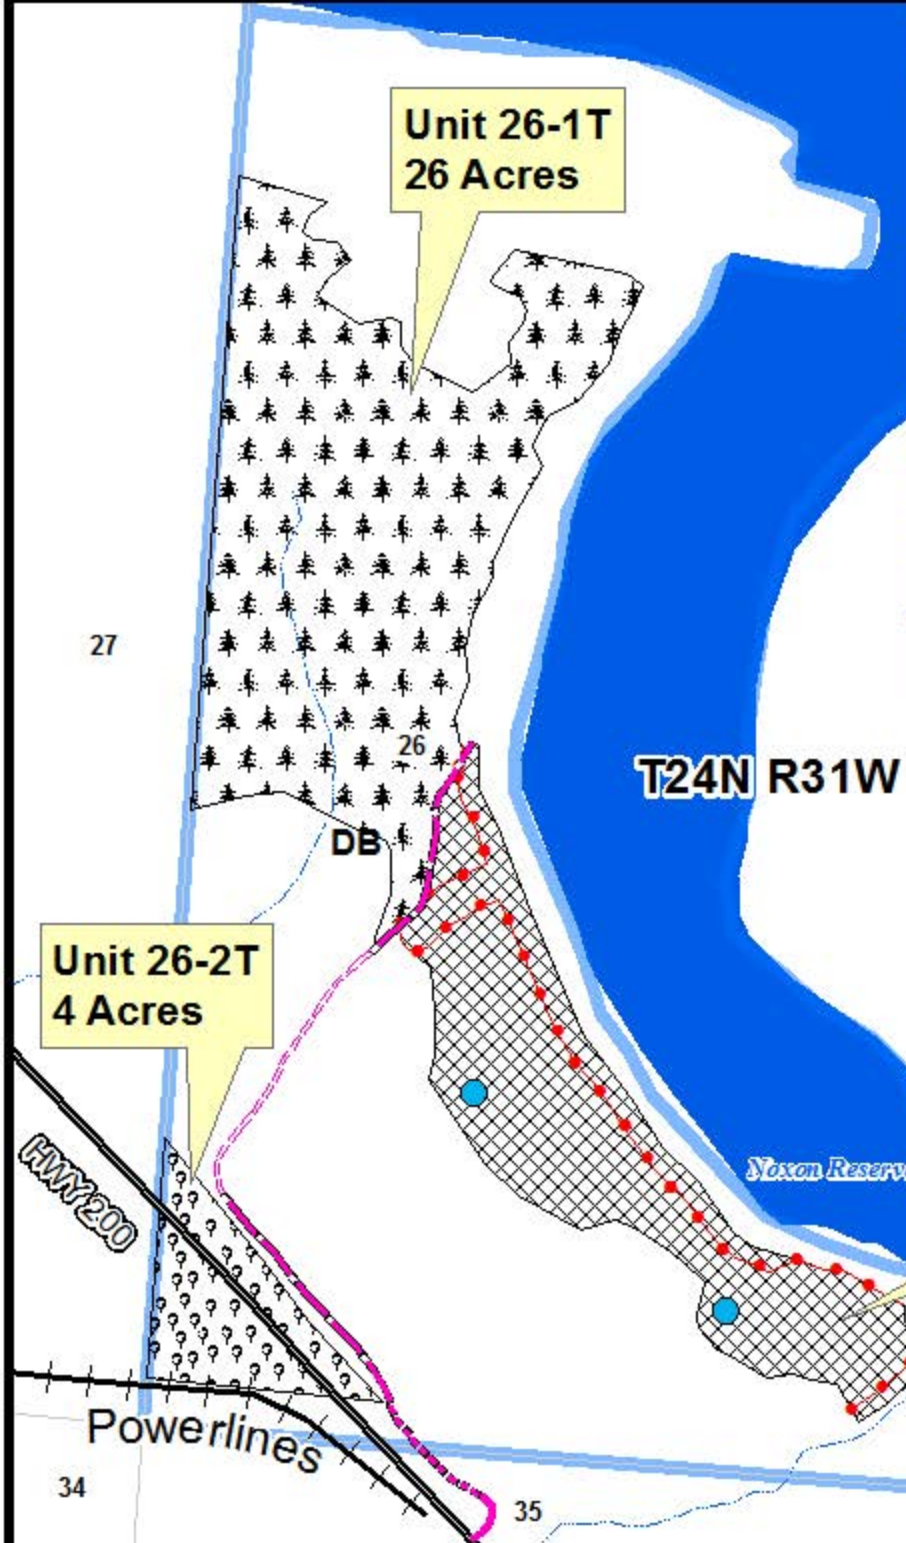 Unit 26-1T
26 Acres
27
26
T24N R31W
DB
Unit 26-2T
4 Acres
HWY 200
Noxon Reserv
Powerlines
34
35